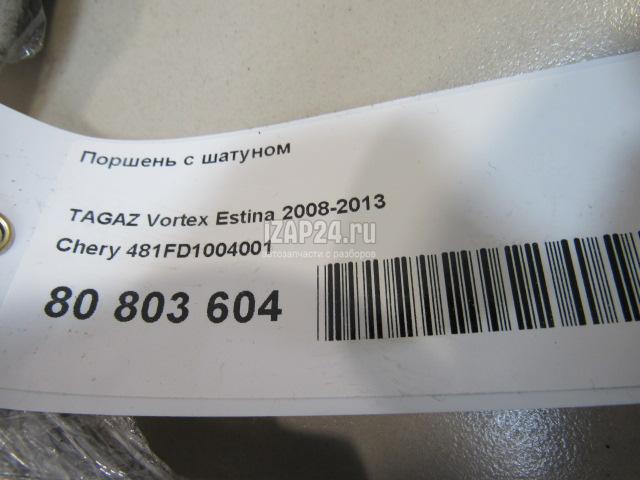 Поршень с шатуном
TAGAZ Vortex Estina 2008-2013
IZAP24.ru
Chery 481FD1004001
автозапчасти с разборов
80 803 604